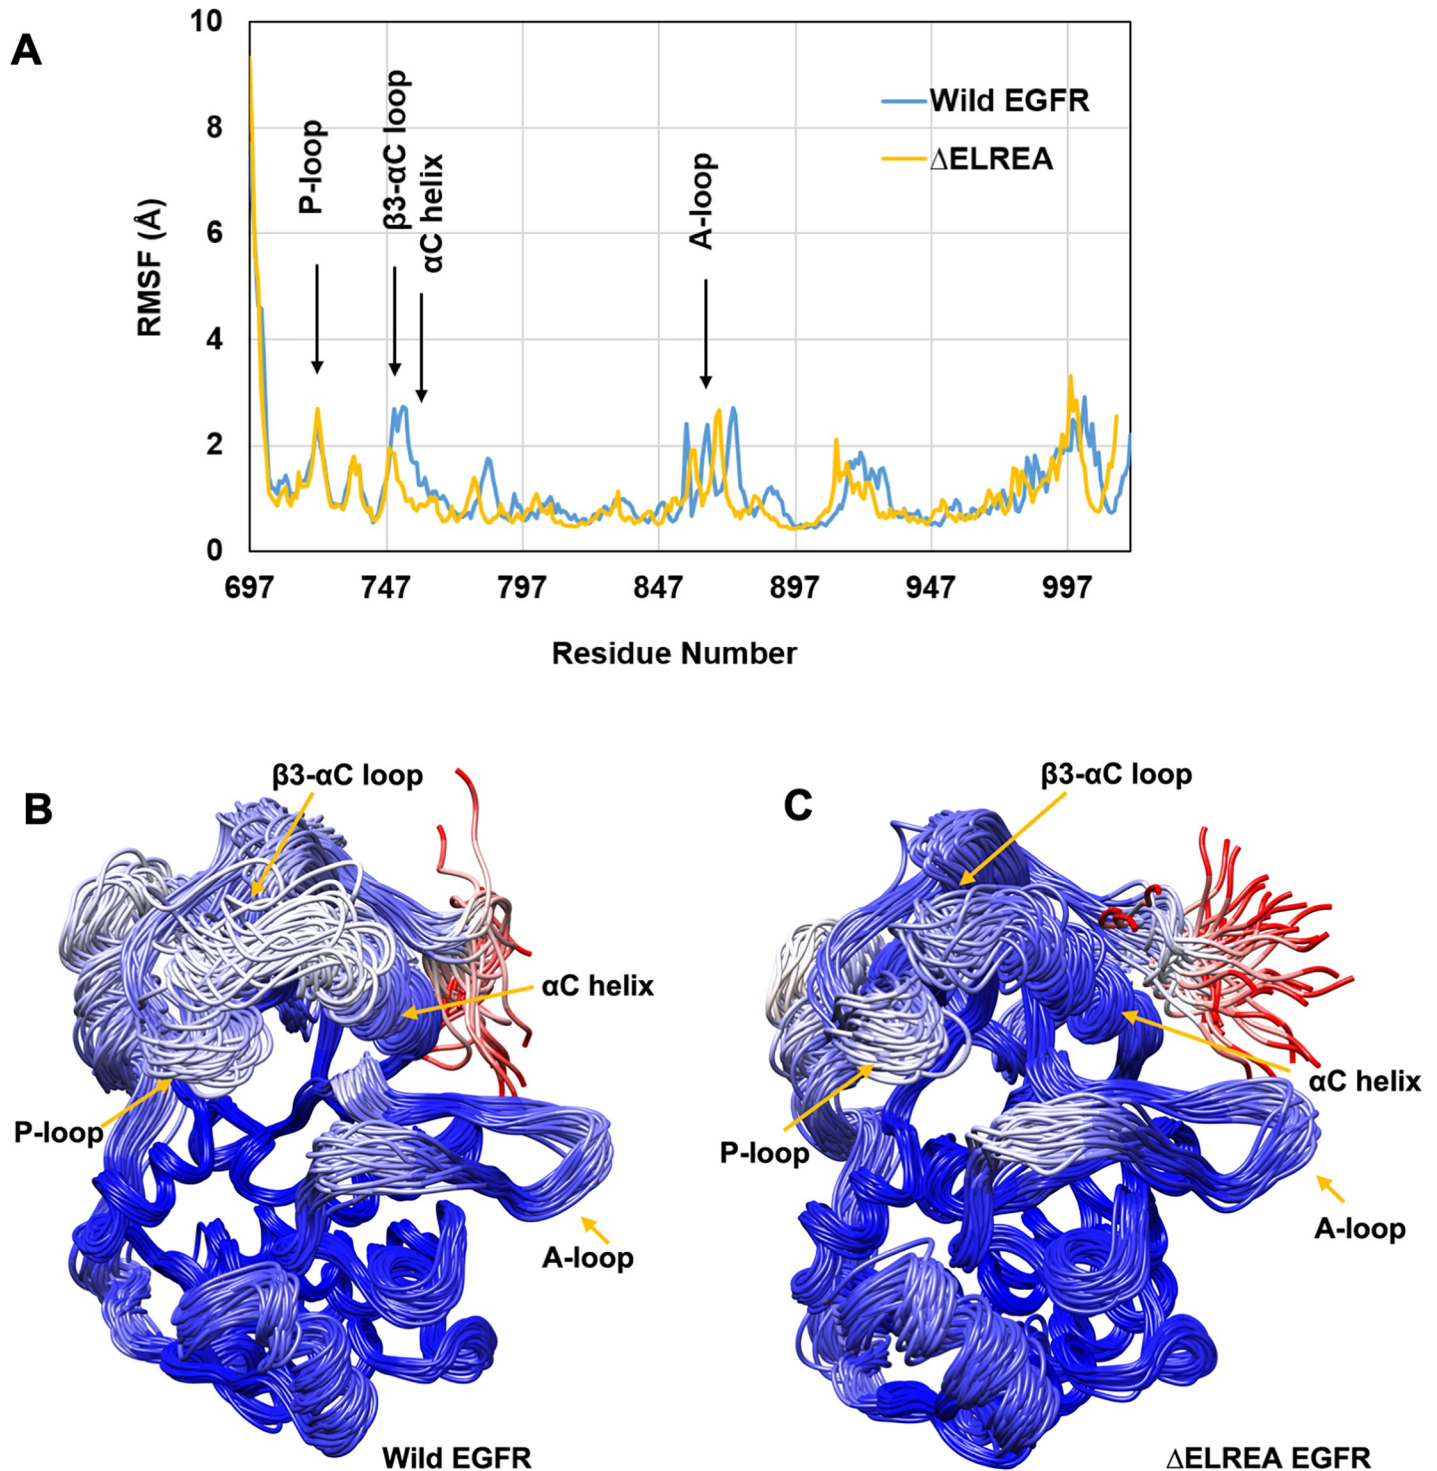 A
10
8
6
4
2
0
RMSF (Å)
P-loop
β3-αC loop
αC helix
A-loop
Wild EGFR
ΔELREA
697 747 797 847 897 947 997
Residue Number
B
β3-αC loop
αC helix
P-loop
A-loop
Wild EGFR
C
β3-αC loop
αC helix
P-loop
A-loop
ΔELREA EGFR